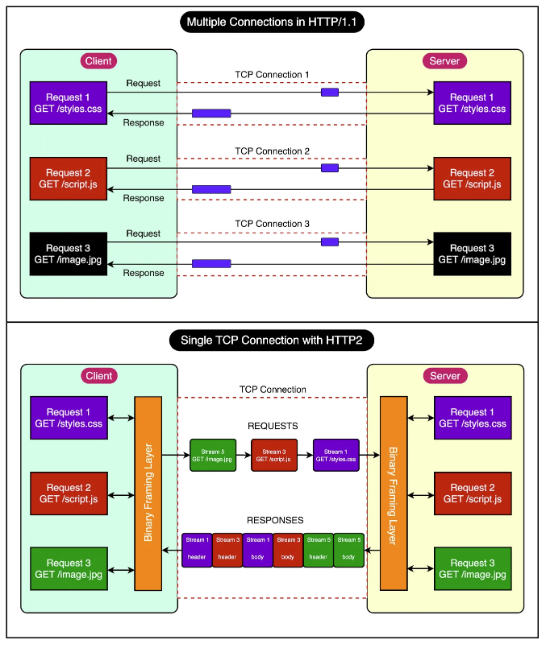 Multiple Connections in HTTP/1.1
Client
Server
TCP Connection 1
Request 1
GET /styles.css
Request
Response
Request 1
GET /styles.css
TCP Connection 2
Request 2
GET /script.js
Request
Response
Request 2
GET /script.js
TCP Connection 3
Request 3
GET /image.jpg
Request
Response
Request 3
GET /image.jpg
Single TCP Connection with HTTP2
Client
Server
TCP Connection
Request 1
GET /styles.css
Request 2
GET /script.js
Request 3
GET /image.jpg
Binary Framing Layer
REQUESTS
Stream 5
GET /image.jpg
Stream 3
GET /script.js
Stream 1
GET /styles.css
RESPONSES
Stream 1
header
Stream 3
header
Stream 1
body
Stream 3
body
Stream 5
header
Stream 5
body
Binary Framing Layer
Request 1
GET /styles.css
Request 2
GET /script.js
Request 3
GET /image.jpg